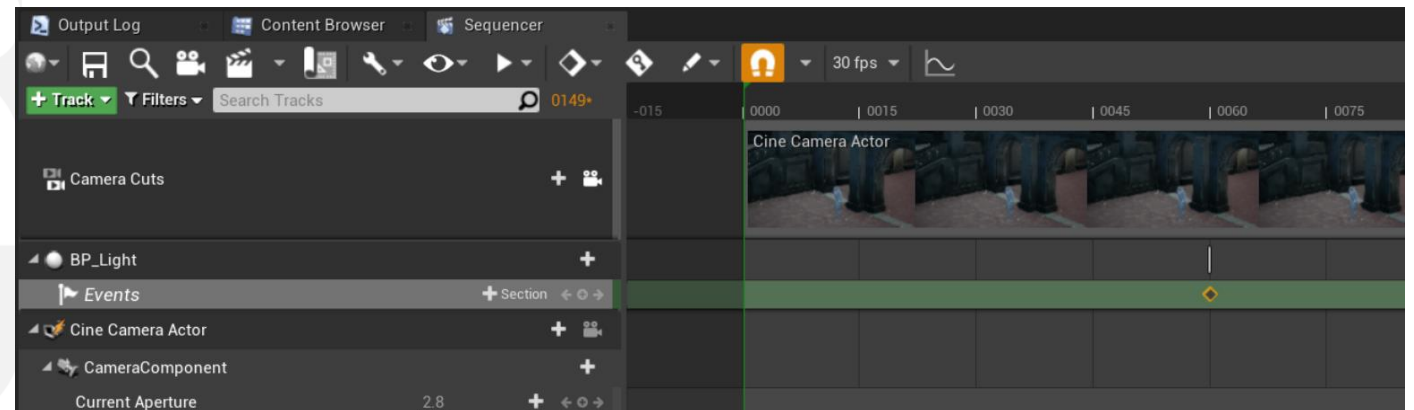 Output Log Content Browser Sequencer
30 fps
Track Filters Search Tracks 0149*
-015 0000 0015 0030 0045 0060 0075
Cine Camera Actor
Camera Cuts
BP_Light
Events Section
Cine Camera Actor
CameraComponent
Current Aperture 2.8